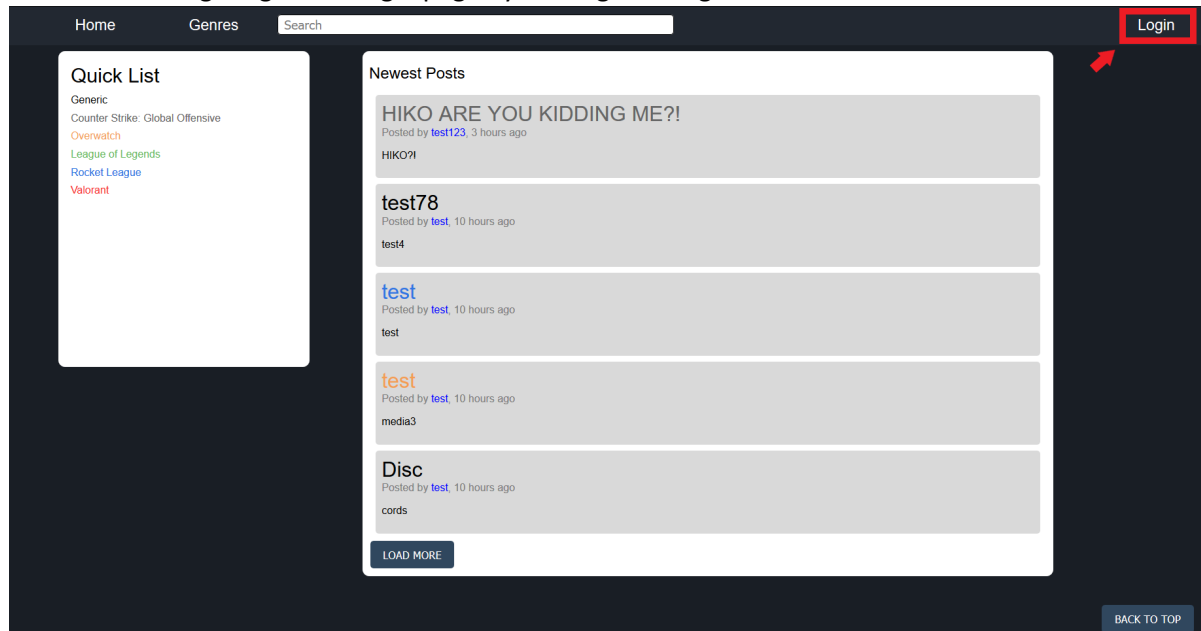 Home Genres Search Login
Quick List
Generic
Counter Strike: Global Offensive
Overwatch
League of Legends
Rocket League
Valorant
Newest Posts
HIKO ARE YOU KIDDING ME?!
Posted by test123, 3 hours ago
HIKO?!
test78
Posted by test, 10 hours ago
test4
test
Posted by test, 10 hours ago
test
test
Posted by test, 10 hours ago
media3
Disc
Posted by test, 10 hours ago
cords
LOAD MORE
BACK TO TOP